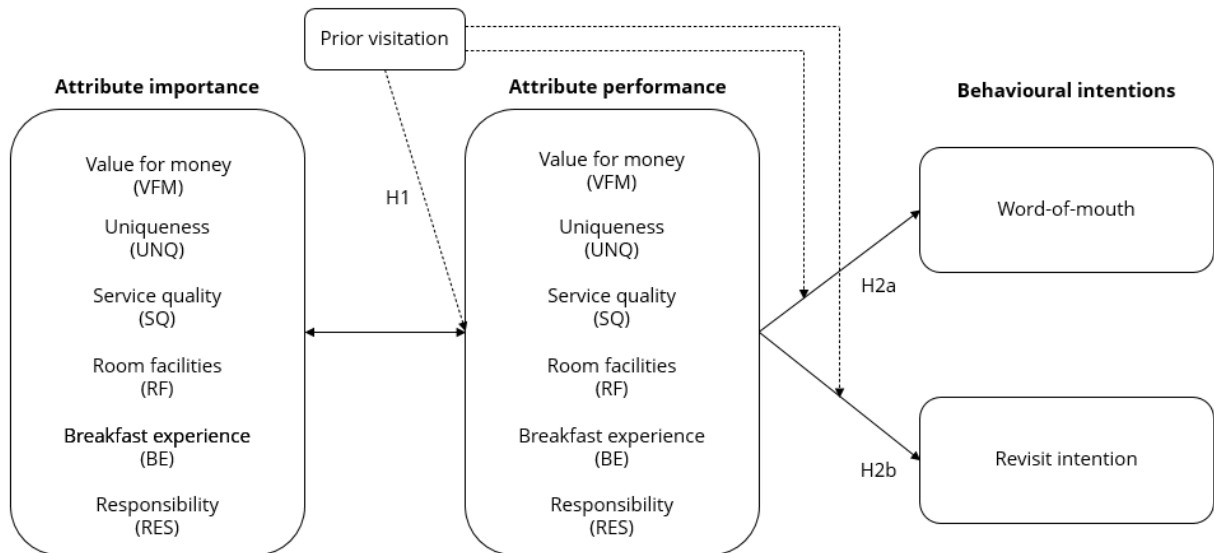 Prior visitation
Attribute importance
Attribute performance
Behavioural intentions
Value for money
(VFM)
Uniqueness
(UNQ)
Service quality
(SQ)
Room facilities
(RF)
Breakfast experience
(BE)
Responsibility
(RES)
H1
Value for money
(VFM)
Uniqueness
(UNQ)
Service quality
(SQ)
Room facilities
(RF)
Breakfast experience
(BE)
Responsibility
(RES)
Word-of-mouth
H2a
Revisit intention
H2b